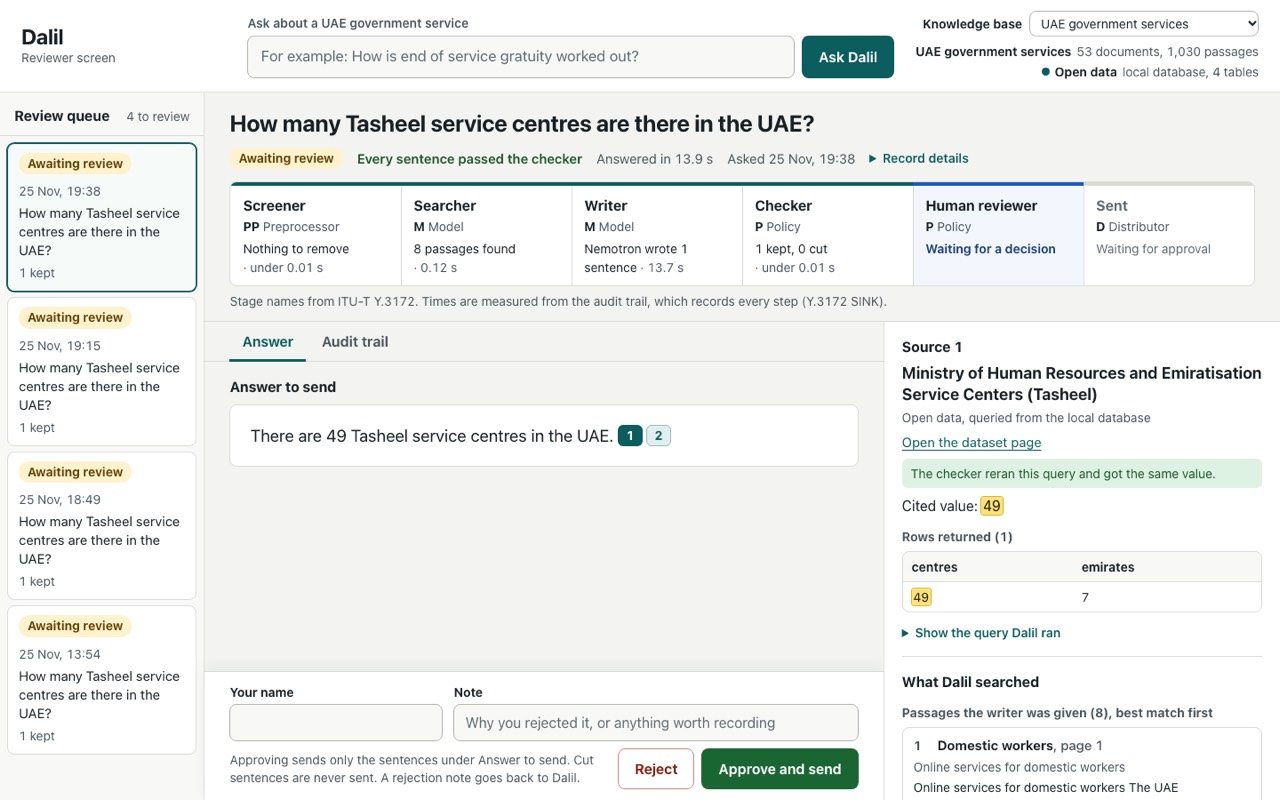 Dalil
Reviewer screen
Ask about a UAE government service
For example: How is end of service gratuity worked out?
Ask Dalil
Knowledge base
UAE government services
UAE government services 53 documents, 1,030 passages
Open data local database, 4 tables
Review queue
4 to review
Awaiting review
25 Nov, 19:38
How many Tasheel service
centres are there in the
UAE?
1 kept
Awaiting review
25 Nov, 19:15
How many Tasheel service
centres are there in the
UAE?
1 kept
Awaiting review
25 Nov, 18:49
How many Tasheel service
centres are there in the
UAE?
1 kept
Awaiting review
25 Nov, 13:54
How many Tasheel service
centres are there in the
UAE?
1 kept
How many Tasheel service centres are there in the UAE?
Awaiting review Every sentence passed the checker Answered in 13.9 s Asked 25 Nov, 19:38 Record details
Screener
PP Preprocessor
Nothing to remove
· under 0.01 s
Searcher
M Model
8 passages found
· 0.12 s
Writer
M Model
Nemotron wrote 1
sentence · 13.7 s
Checker
P Policy
1 kept, 0 cut
· under 0.01 s
Human reviewer
P Policy
Waiting for a decision
Sent
D Distributor
Waiting for approval
Stage names from ITU-T Y.3172. Times are measured from the audit trail, which records every step (Y.3172 SINK).
Answer
Audit trail
Answer to send
There are 49 Tasheel service centres in the UAE. 1 2
Your name
Note
Why you rejected it, or anything worth recording
Approving sends only the sentences under Answer to send. Cut
sentences are never sent. A rejection note goes back to Dalil.
Reject
Approve and send
Source 1
Ministry of Human Resources and Emiratisation
Service Centers (Tasheel)
Open data, queried from the local database
Open the dataset page
The checker reran this query and got the same value.
Cited value: 49
Rows returned (1)
centres emirates
49 7
Show the query Dalil ran
What Dalil searched
Passages the writer was given (8), best match first
1 Domestic workers, page 1
Online services for domestic workers
Online services for domestic workers The UAE